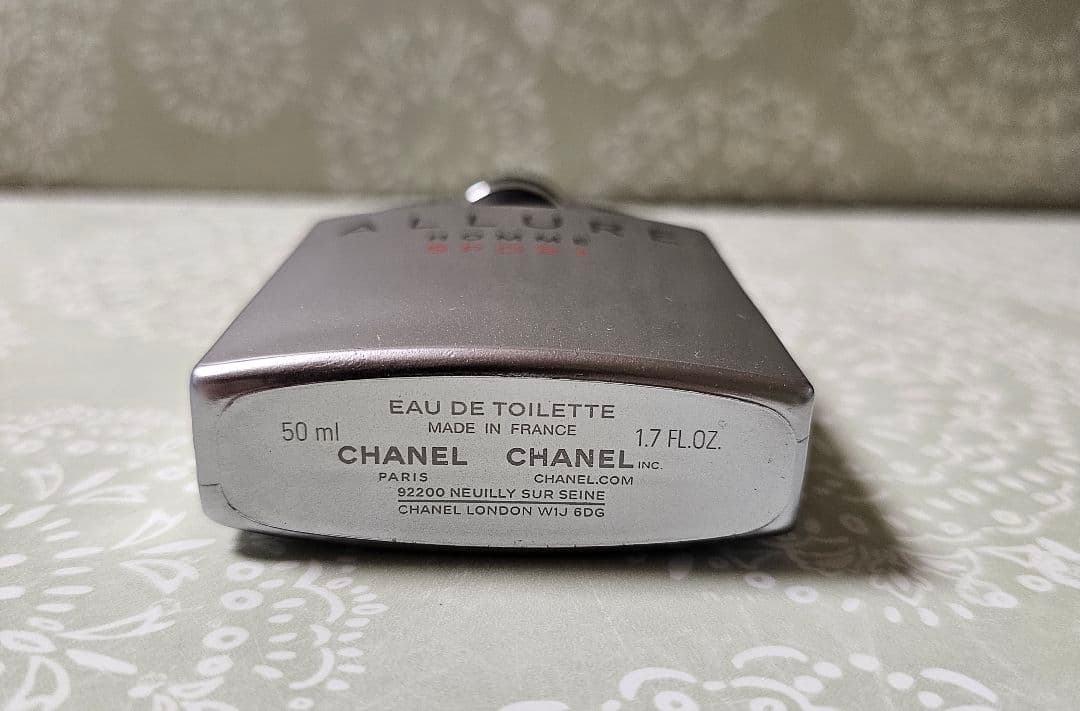 ALLURE
HOMME
SPORT
EAU DE TOILETTE
MADE IN FRANCE
50 ml 1.7 FL.OZ.
CHANEL CHANEL INC.
PARIS CHANEL.COM
92200 NEUILLY SUR SEINE
CHANEL LONDON W1J 6DG